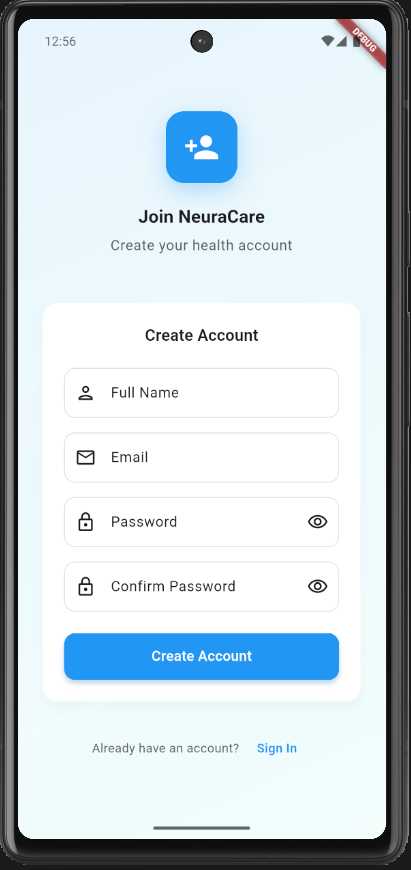 12:56
DEBUG
Join NeuraCare
Create your health account
Create Account
Full Name
Email
Password
Confirm Password
Create Account
Already have an account? Sign In